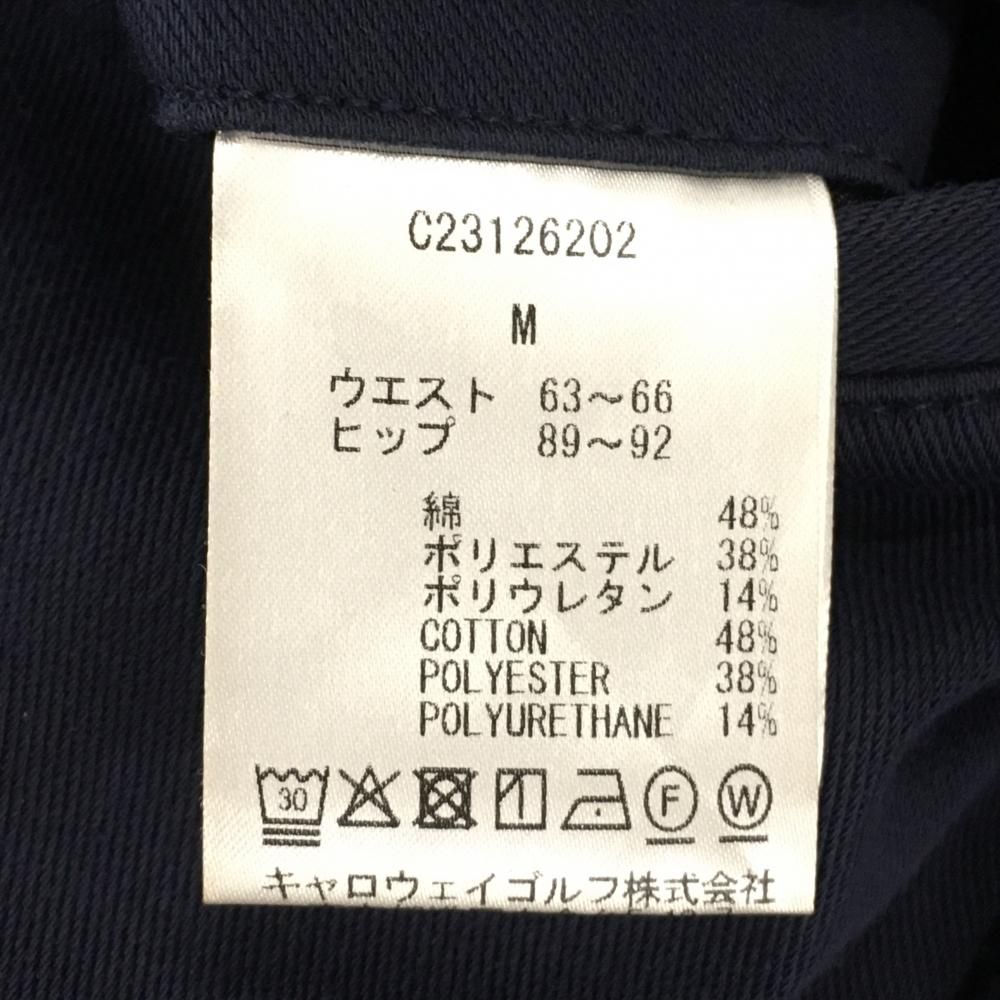 C23126202
M
ウエスト 63〜66
ヒップ 89〜92
綿 48%
ポリエステル 38%
ポリウレタン 14%
COTTON 48%
POLYESTER 38%
POLYURETHANE 14%
30 F W
キャロウェイゴルフ株式会社